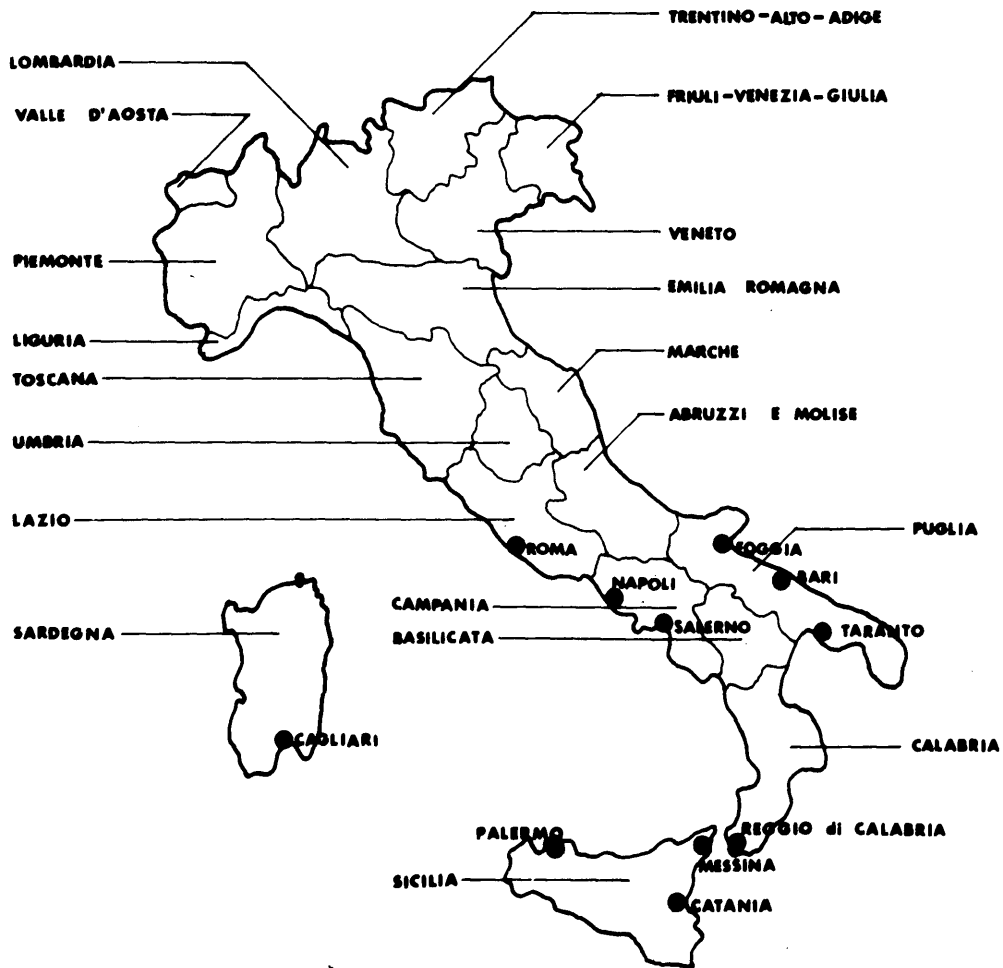 TRENTINO-ALTO-ADIGE
LOMBARDIA
FRIULI-VENEZIA-GIULIA
VALLE D'AOSTA
VENETO
PIEMONTE
EMILIA ROMAGNA
LIGURIA
MARCHE
TOSCANA
ABRUZZI E MOLISE
UMBRIA
LAZIO
PUGLIA
ROMA
FOGGIA
BARI
NAPOLI
CAMPANIA
SALERNO
TARANTO
SARDEGNA
BASILICATA
CAGLIARI
CALABRIA
REGGIO di CALABRIA
PALERMO
MESSINA
SICILIA
CATANIA